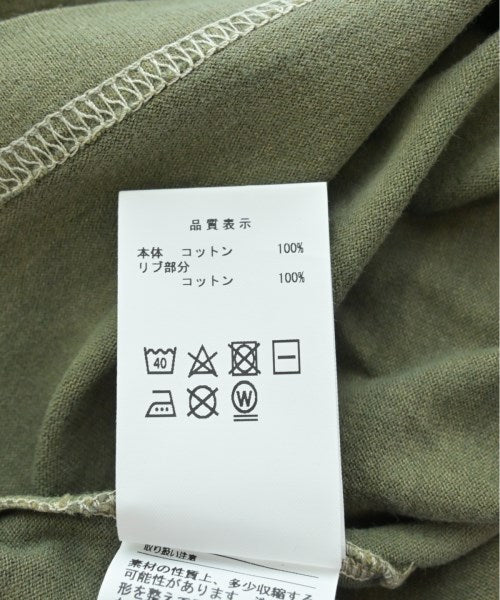 品質表示
本体 コットン 100%
リブ部分
コットン 100%
40
W
取り扱い注意
素材の性質上、多少収縮する
可能性があります。
形を整え